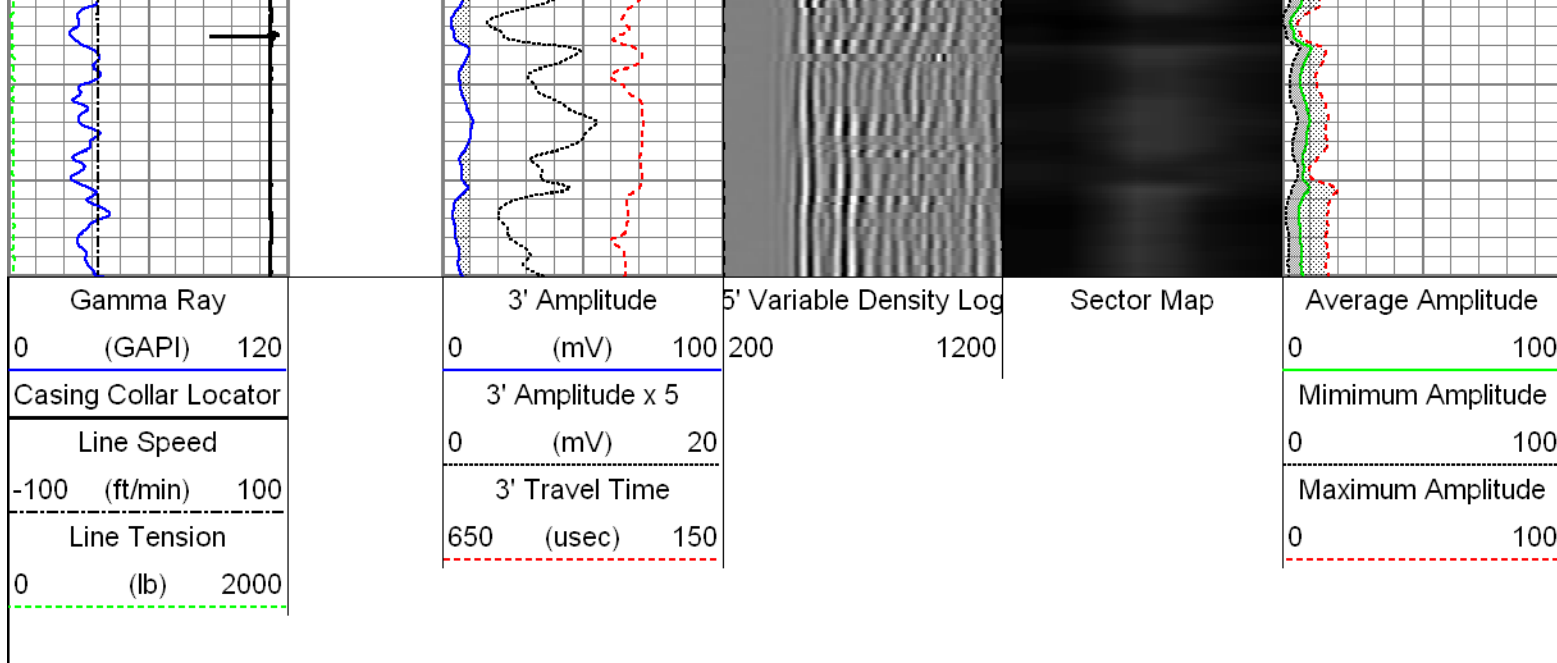 Gamma Ray
0 (GAPI) 120
Casing Collar Locator
Line Speed
-100 (ft/min) 100
Line Tension
0 (lb) 2000
3' Amplitude
0 (mV) 100
3' Amplitude x 5
0 (mV) 20
3' Travel Time
650 (usec) 150
5' Variable Density Log
200 1200
Sector Map
Average Amplitude
0 100
Mimimum Amplitude
0 100
Maximum Amplitude
0 100